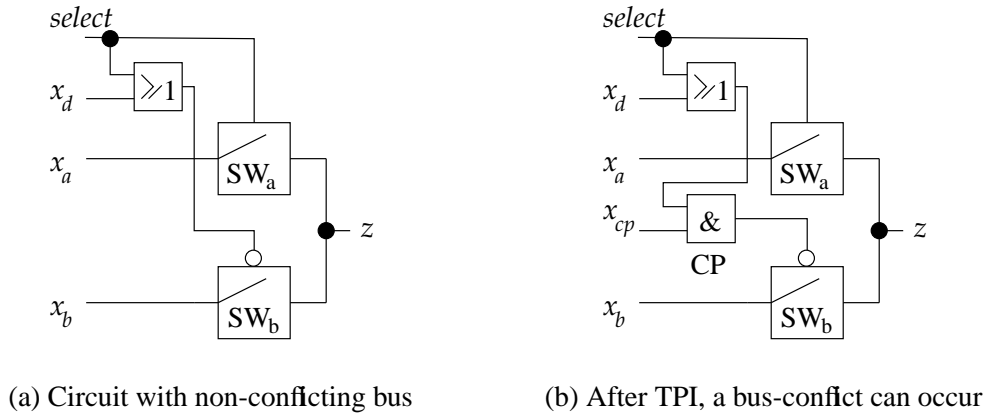 select
x_d
≥1
x_a
SW_a
z
x_b
SW_b
select
x_d
≥1
x_a
SW_a
x_cp
&
CP
z
x_b
SW_b
(a) Circuit with non-conflicting bus
(b) After TPI, a bus-conflict can occur